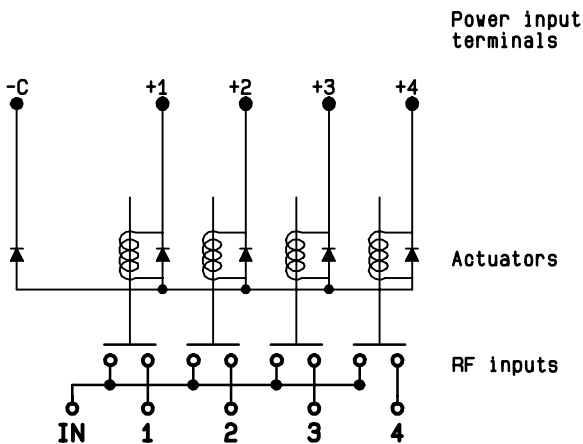 Power input
terminals
-C +1 +2 +3 +4
Actuators
RF inputs
IN 1 2 3 4